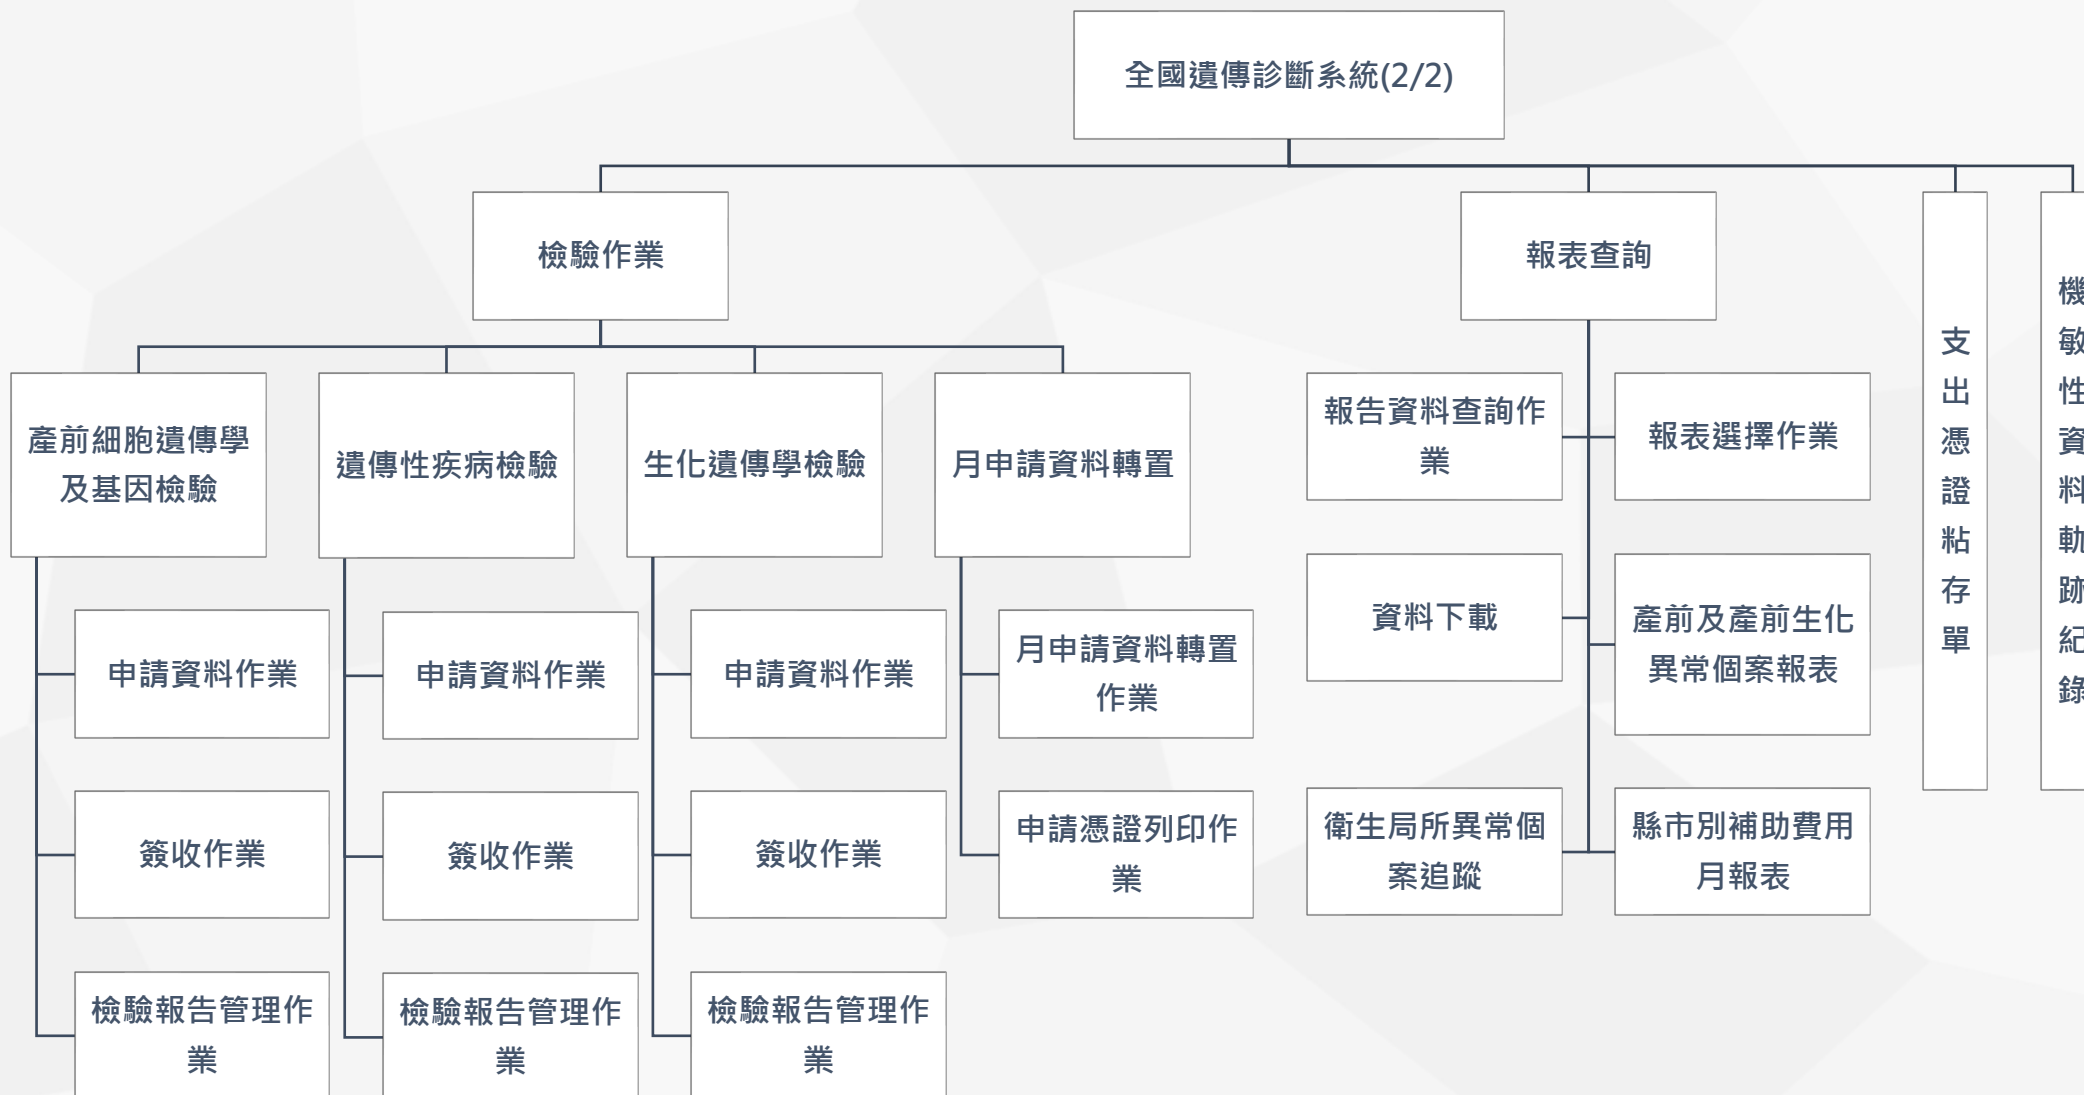 全國遺傳診斷系統(2/2)
檢驗作業
報表查詢
支
出
憑
證
粘
存
單
機
敏
性
資
料
軌
跡
紀
錄
產前細胞遺傳學
及基因檢驗
遺傳性疾病檢驗
生化遺傳學檢驗
月申請資料轉置
報告資料查詢作
業
報表選擇作業
資料下載
產前及產前生化
異常個案報表
衛生局所異常個
案追蹤
縣市別補助費用
月報表
申請資料作業
簽收作業
檢驗報告管理作
業
申請資料作業
簽收作業
檢驗報告管理作
業
申請資料作業
簽收作業
檢驗報告管理作
業
月申請資料轉置
作業
申請憑證列印作
業